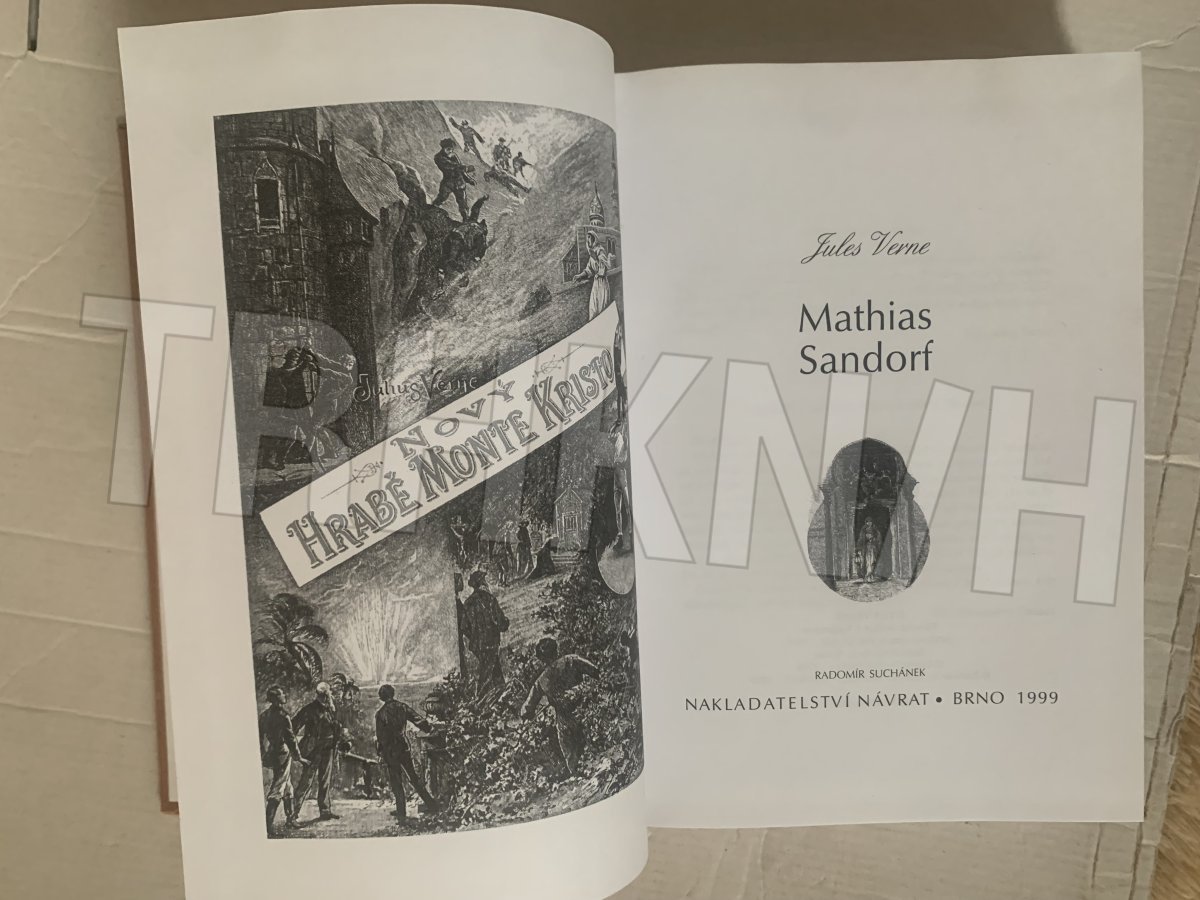 Julius Verne
NOVÝ
HRABĚ MONTE KRISTO
Jules Verne
Mathias
Sandorf
RADOMÍR SUCHÁNEK
NAKLADATELSTVÍ NÁVRAT • BRNO 1999